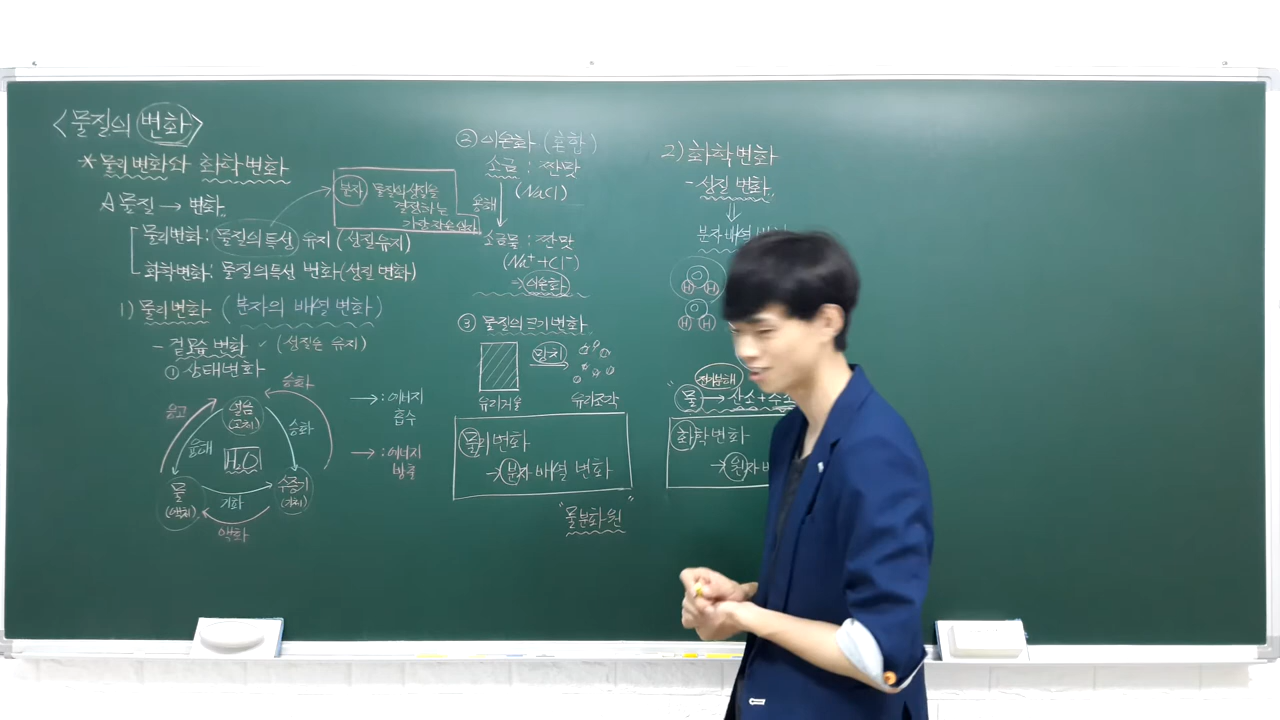 <물질의 변화>
* 물리변화와 화학변화
A 물질 → 변화
물리변화: 물질의 특성 유지 (성질유지)
화학변화: 물질의 특성 변화 (성질 변화)
분자 물질의 성질을
결정하는
가장 작은 입자
1) 물리변화 (분자의 배열 변화)
- 겉모습 변화 (성질은 유지)
① 상태변화
승화
얼음
(고체)
응고
융해
승화
H₂O
물
(액체)
수증기
(기체)
기화
액화
→ : 에너지
흡수
→ : 에너지
방출
② 이온화 (혼합)
소금 : 짠맛
(NaCl)
용해
소금물 : 짠맛
(Na⁺+Cl⁻)
→ 이온화
③ 물질의 크기 변화
망치
유리거울
유리조각
물리변화
→ 분자 배열 변화
"물분화원"
2) 화학변화
- 성질 변화
⇓
분자배열
O
H H
O
H H
전기분해
"물 → 산소+수소
화학변화
→ 원자